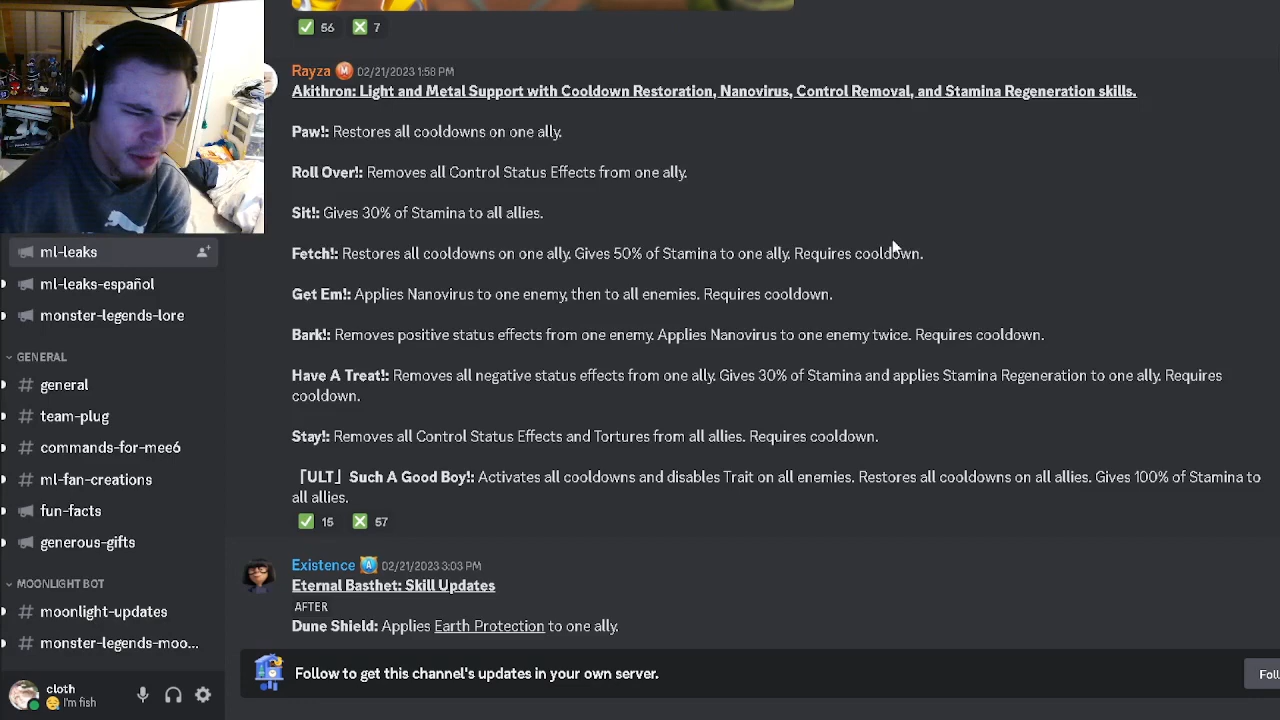 56 7
Rayza M 02/21/2023 1:58 PM
Akithron: Light and Metal Support with Cooldown Restoration, Nanovirus, Control Removal, and Stamina Regeneration skills.
Paw!: Restores all cooldowns on one ally.
Roll Over!: Removes all Control Status Effects from one ally.
Sit!: Gives 30% of Stamina to all allies.
Fetch!: Restores all cooldowns on one ally. Gives 50% of Stamina to one ally. Requires cooldown.
Get Em!: Applies Nanovirus to one enemy, then to all enemies. Requires cooldown.
Bark!: Removes positive status effects from one enemy. Applies Nanovirus to one enemy twice. Requires cooldown.
Have A Treat!: Removes all negative status effects from one ally. Gives 30% of Stamina and applies Stamina Regeneration to one ally. Requires
cooldown.
Stay!: Removes all Control Status Effects and Tortures from all allies. Requires cooldown.
「ULT」Such A Good Boy!: Activates all cooldowns and disables Trait on all enemies. Restores all cooldowns on all allies. Gives 100% of Stamina to
all allies.
15 57
Existence A 02/21/2023 3:03 PM
Eternal Basthet: Skill Updates
AFTER
Dune Shield: Applies Earth Protection to one ally.
Follow to get this channel's updates in your own server.
Foll
ml-leaks
ml-leaks-español
monster-legends-lore
GENERAL
general
team-plug
commands-for-mee6
ml-fan-creations
fun-facts
generous-gifts
MOONLIGHT BOT
moonlight-updates
monster-legends-moo...
cloth
I'm fish